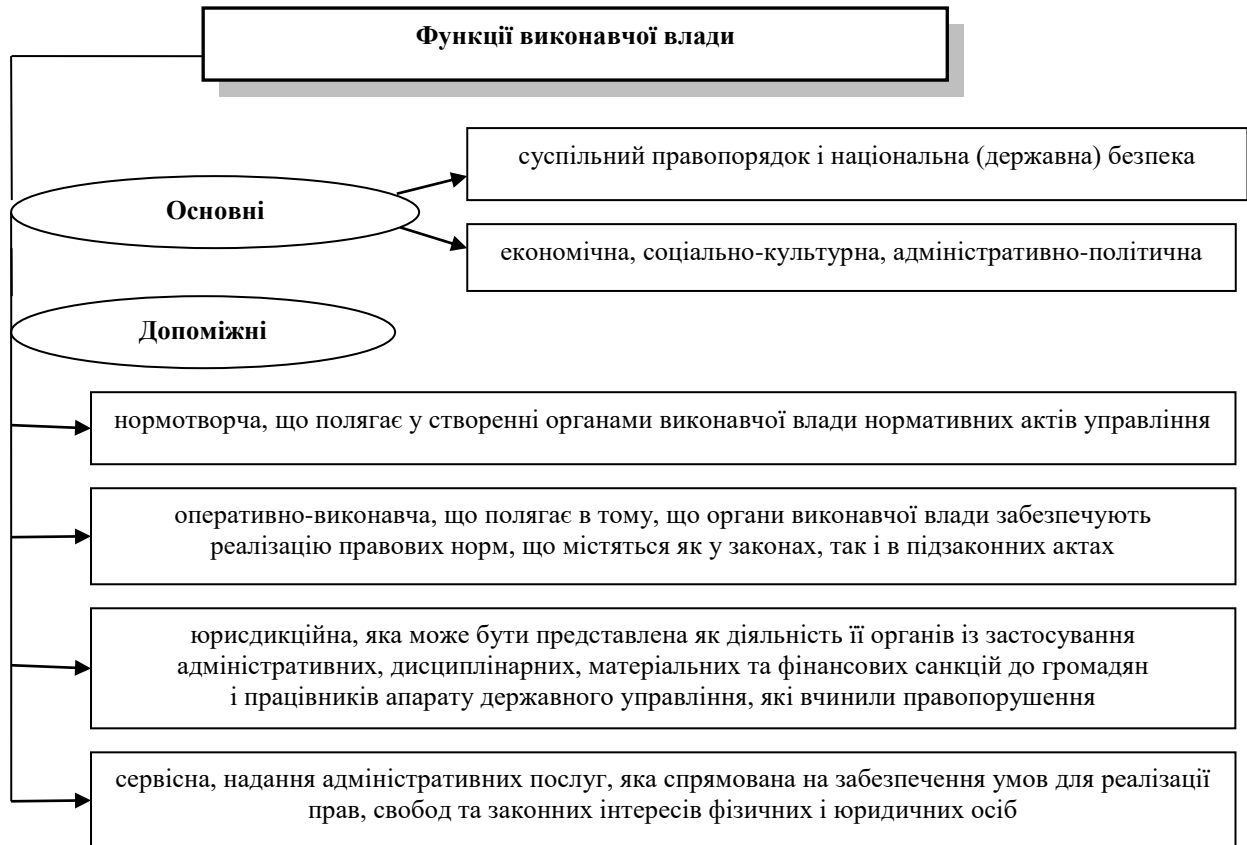 Функції виконавчої влади
суспільний правопорядок і національна (державна) безпека
Основні
економічна, соціально-культурна, адміністративно-політична
Допоміжні
нормотворча, що полягає у створенні органами виконавчої влади нормативних актів управління
оперативно-виконавча, що полягає в тому, що органи виконавчої влади забезпечують
реалізацію правових норм, що містяться як у законах, так і в підзаконних актах
юрисдикційна, яка може бути представлена як діяльність її органів із застосування
адміністративних, дисциплінарних, матеріальних та фінансових санкцій до громадян
і працівників апарату державного управління, які вчинили правопорушення
сервісна, надання адміністративних послуг, яка спрямована на забезпечення умов для реалізації
прав, свобод та законних інтересів фізичних і юридичних осіб